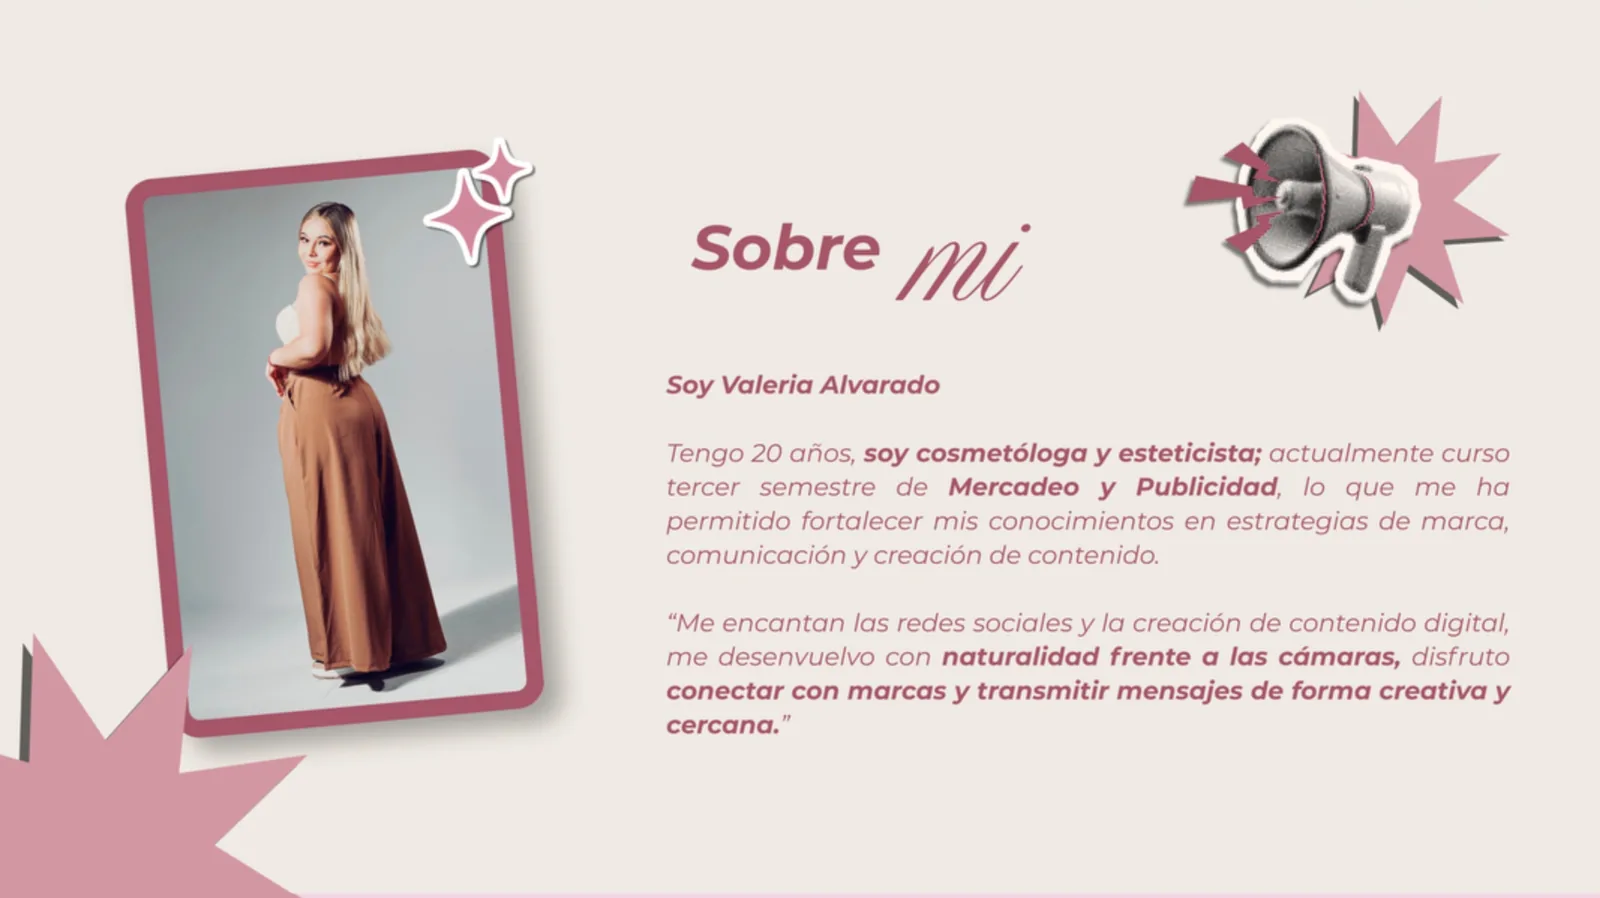 Sobre mi
Soy Valeria Alvarado
Tengo 20 años, soy cosmetóloga y esteticista; actualmente curso
tercer semestre de Mercadeo y Publicidad, lo que me ha
permitido fortalecer mis conocimientos en estrategias de marca,
comunicación y creación de contenido.
“Me encantan las redes sociales y la creación de contenido digital,
me desenvuelvo con naturalidad frente a las cámaras, disfruto
conectar con marcas y transmitir mensajes de forma creativa y
cercana.”